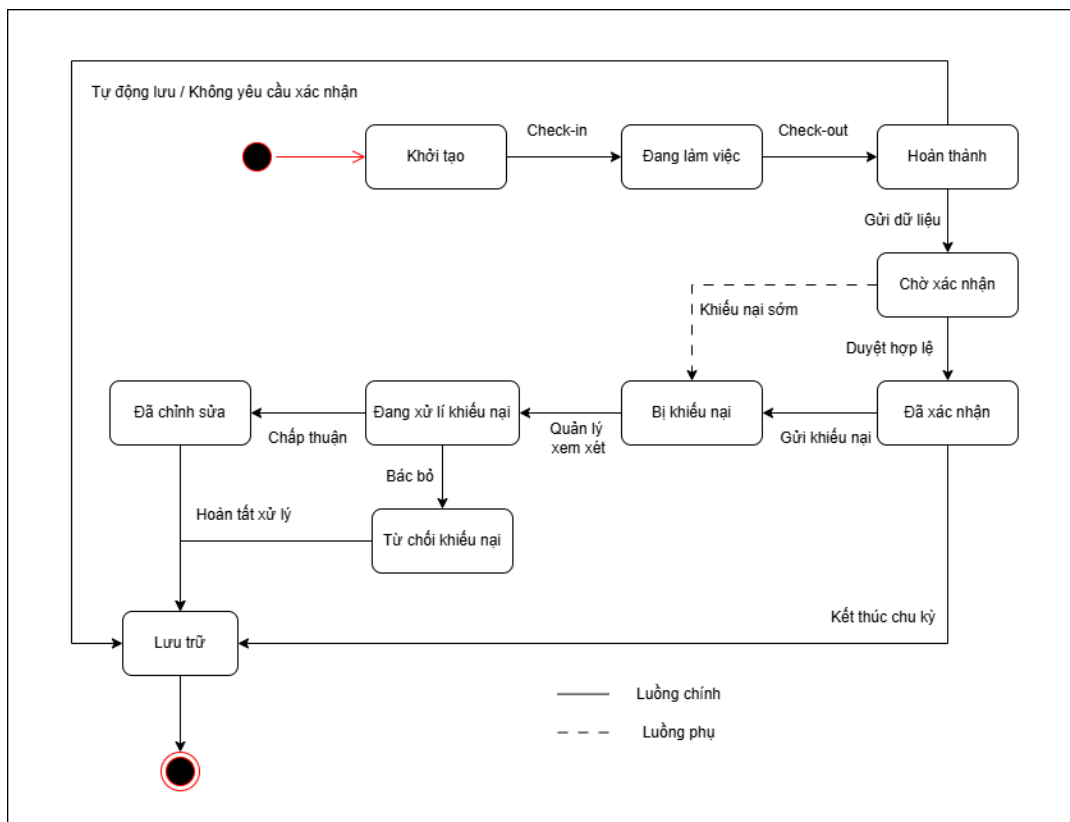 Tự động lưu / Không yêu cầu xác nhận
Khởi tạo
Check-in
Đang làm việc
Check-out
Hoàn thành
Gửi dữ liệu
Chờ xác nhận
Khiếu nại sớm
Duyệt hợp lệ
Đã chỉnh sửa
Chấp thuận
Đang xử lí khiếu nại
Quản lý
xem xét
Bị khiếu nại
Gửi khiếu nại
Đã xác nhận
Bác bỏ
Hoàn tất xử lý
Từ chối khiếu nại
Kết thúc chu kỳ
Lưu trữ
Luồng chính
Luồng phụ